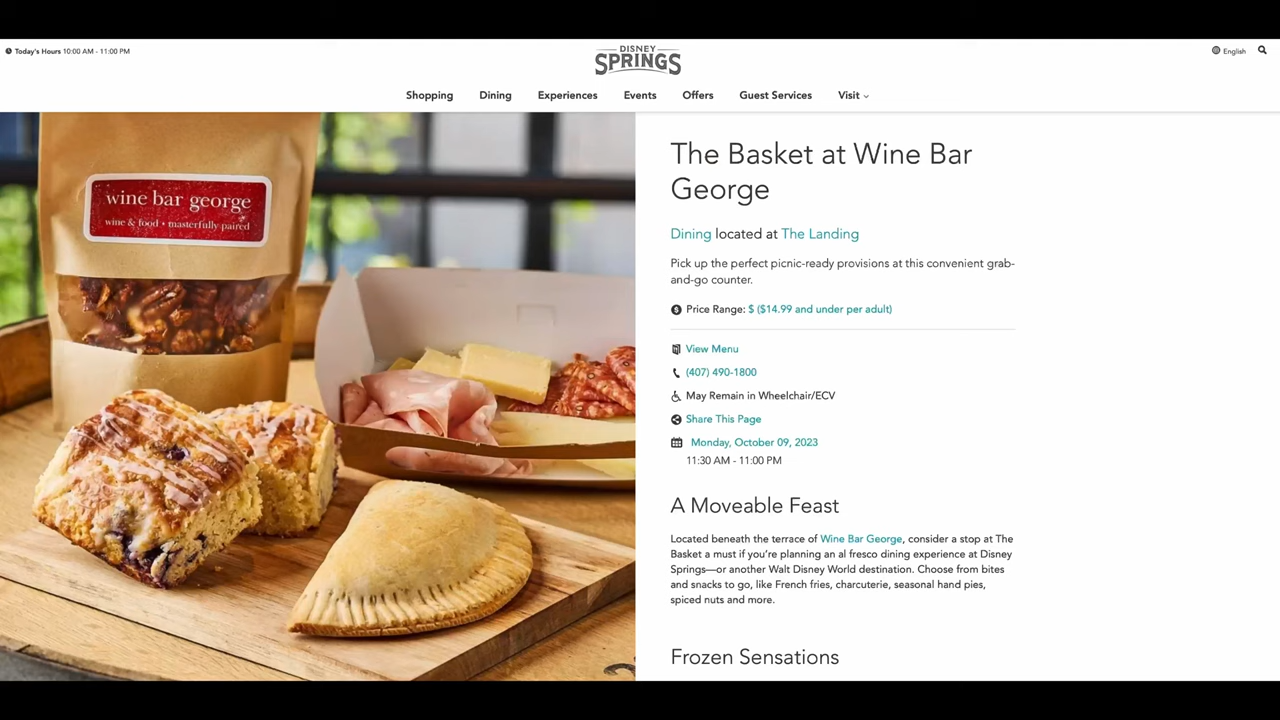 Today's Hours 10:00 AM - 11:00 PM
DISNEY
SPRINGS
English
Shopping Dining Experiences Events Offers Guest Services Visit
wine bar george
wine & food • masterfully paired
The Basket at Wine Bar
George
Dining located at The Landing
Pick up the perfect picnic-ready provisions at this convenient grab-
and-go counter.
Price Range: $ ($14.99 and under per adult)
View Menu
(407) 490-1800
May Remain in Wheelchair/ECV
Share This Page
Monday, October 09, 2023
11:30 AM - 11:00 PM
A Moveable Feast
Located beneath the terrace of Wine Bar George, consider a stop at The
Basket a must if you're planning an al fresco dining experience at Disney
Springs—or another Walt Disney World destination. Choose from bites
and snacks to go, like French fries, charcuterie, seasonal hand pies,
spiced nuts and more.
Frozen Sensations